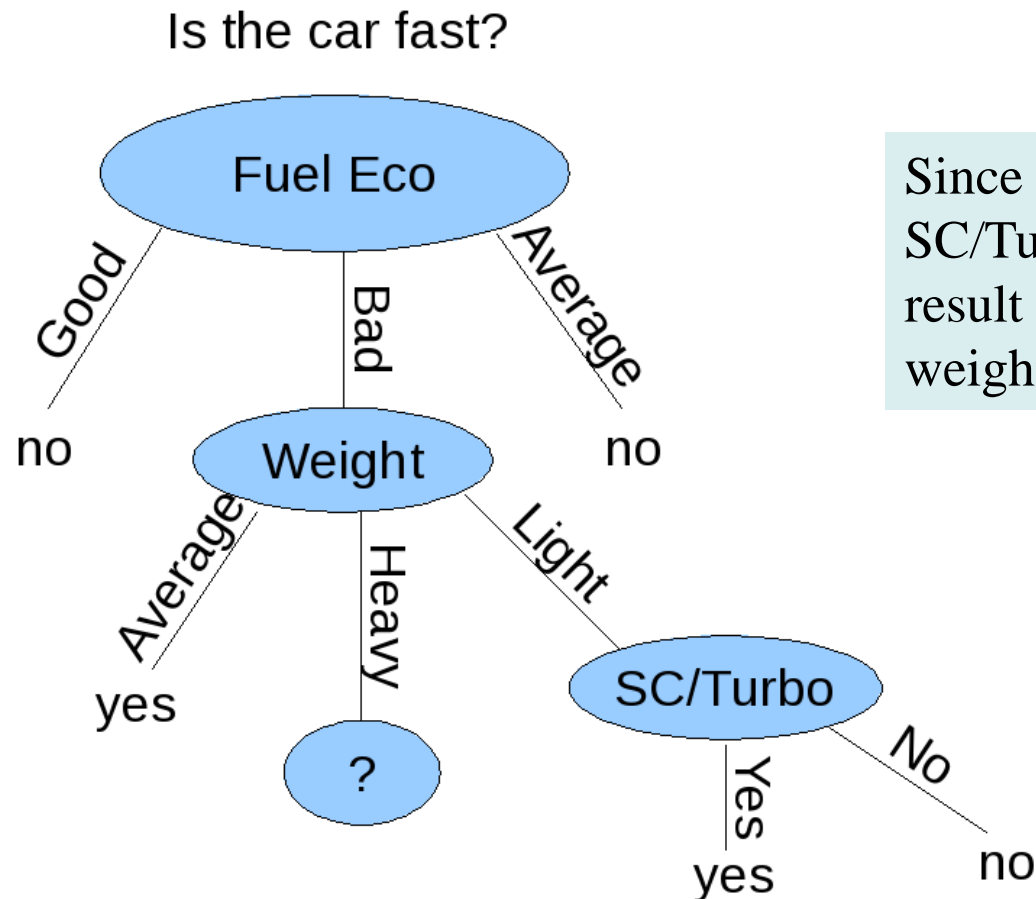 Is the car fast?
Fuel Eco
Since
SC/Tu
result
weigh
Good
Bad
Average
no
Weight
no
Average
Heavy
Light
yes
SC/Turbo
?
Yes
No
yes
no